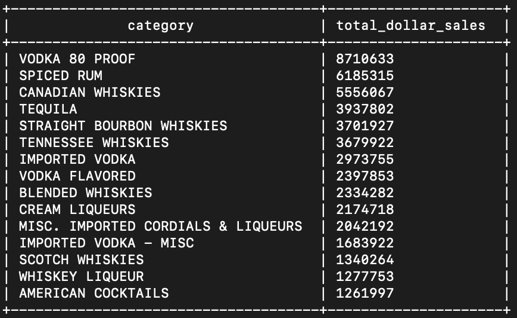 category total_dollar_sales
VODKA 80 PROOF 8710633
SPICED RUM 6185315
CANADIAN WHISKIES 5556067
TEQUILA 3937802
STRAIGHT BOURBON WHISKIES 3701927
TENNESSEE WHISKIES 3679922
IMPORTED VODKA 2973755
VODKA FLAVORED 2397853
BLENDED WHISKIES 2334282
CREAM LIQUEURS 2174718
MISC. IMPORTED CORDIALS & LIQUEURS 2042192
IMPORTED VODKA – MISC 1683922
SCOTCH WHISKIES 1340264
WHISKEY LIQUEUR 1277753
AMERICAN COCKTAILS 1261997